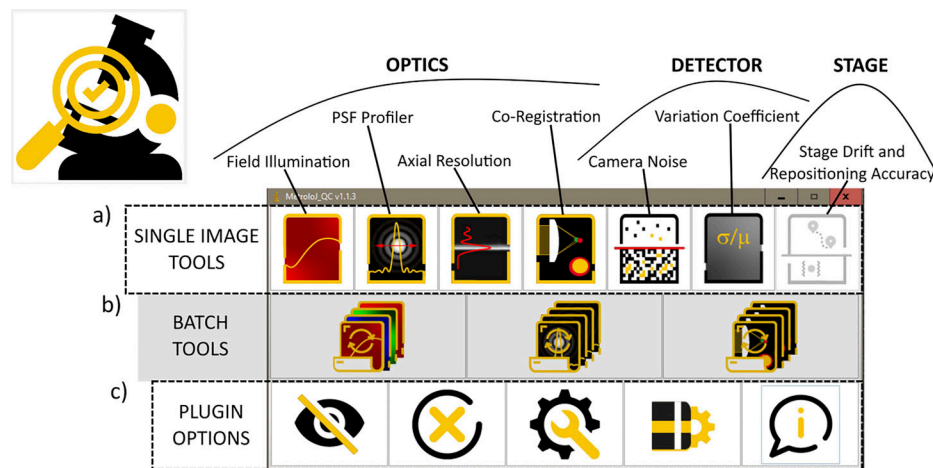 OPTICS
DETECTOR
STAGE
PSF Profiler
Co-Registration
Variation Coefficient
Field Illumination
Axial Resolution
Camera Noise
Stage Drift and
Repositioning Accuracy
MetroloJ_QC v1.1.3
a)
SINGLE IMAGE
TOOLS
σ/μ
b)
BATCH
TOOLS
c)
PLUGIN
OPTIONS
i